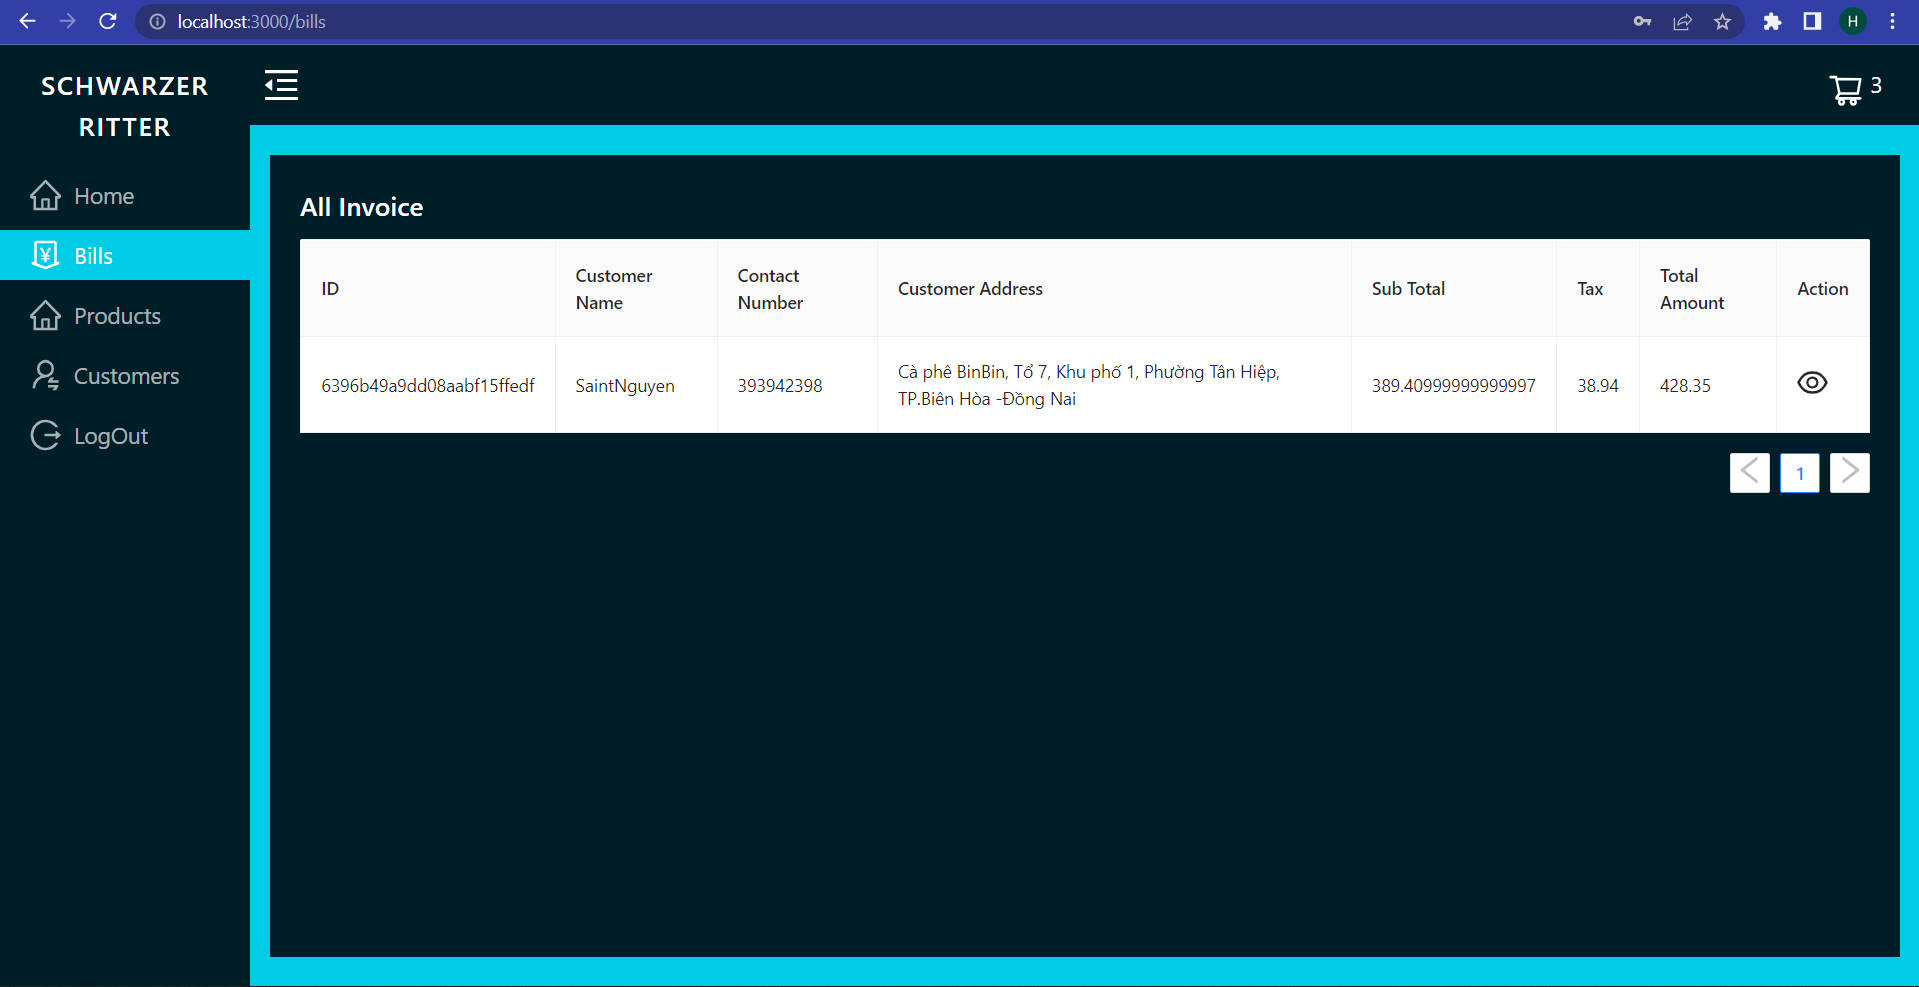 localhost:3000/bills
H
SCHWARZER
RITTER
3
Home
Bills
Products
Customers
LogOut
All Invoice
ID
Customer
Name
Contact
Number
Customer Address
Sub Total
Tax
Total
Amount
Action
6396b49a9dd08aabf15ffedf
SaintNguyen
393942398
Cà phê BinBin, Tổ 7, Khu phố 1, Phường Tân Hiệp,
TP.Biên Hòa -Đồng Nai
389.40999999999997
38.94
428.35
1